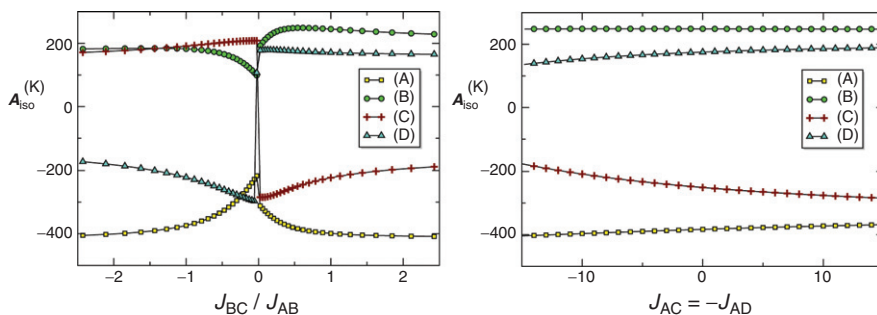 A_iso^(K)
200
0
−200
−400
(A)
(B)
(C)
(D)
−2
−1
0
1
2
J_BC / J_AB
A_iso^(K)
200
0
−200
−400
(A)
(B)
(C)
(D)
−10
0
10
J_AC = −J_AD